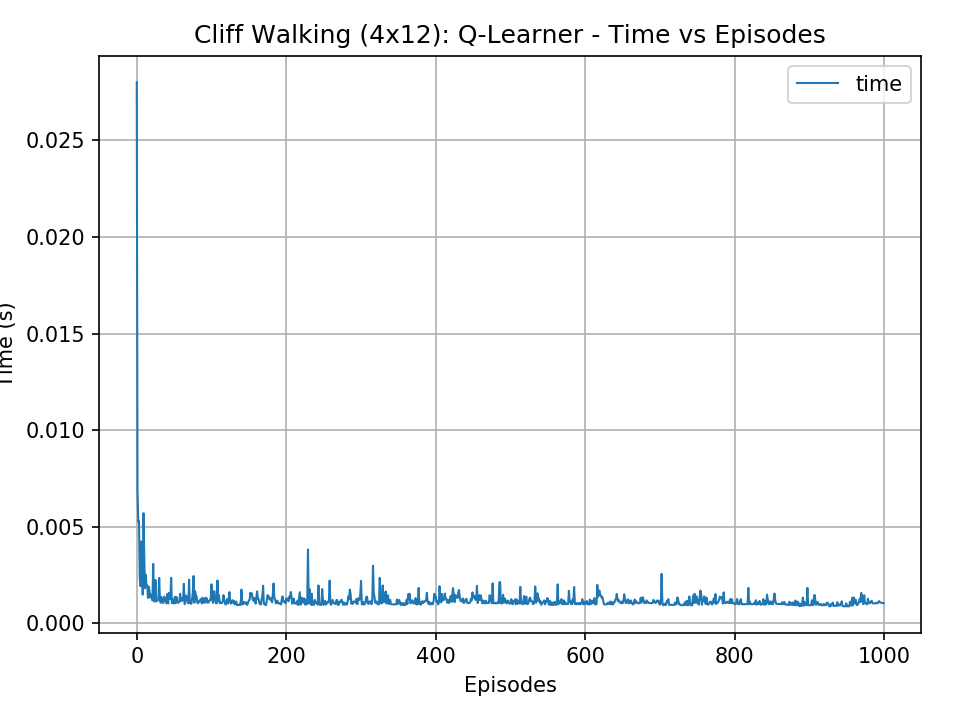 Cliff Walking (4x12): Q-Learner - Time vs Episodes
time
0.025
0.020
0.015
0.010
0.005
0.000
Time (s)
0 200 400 600 800 1000
Episodes